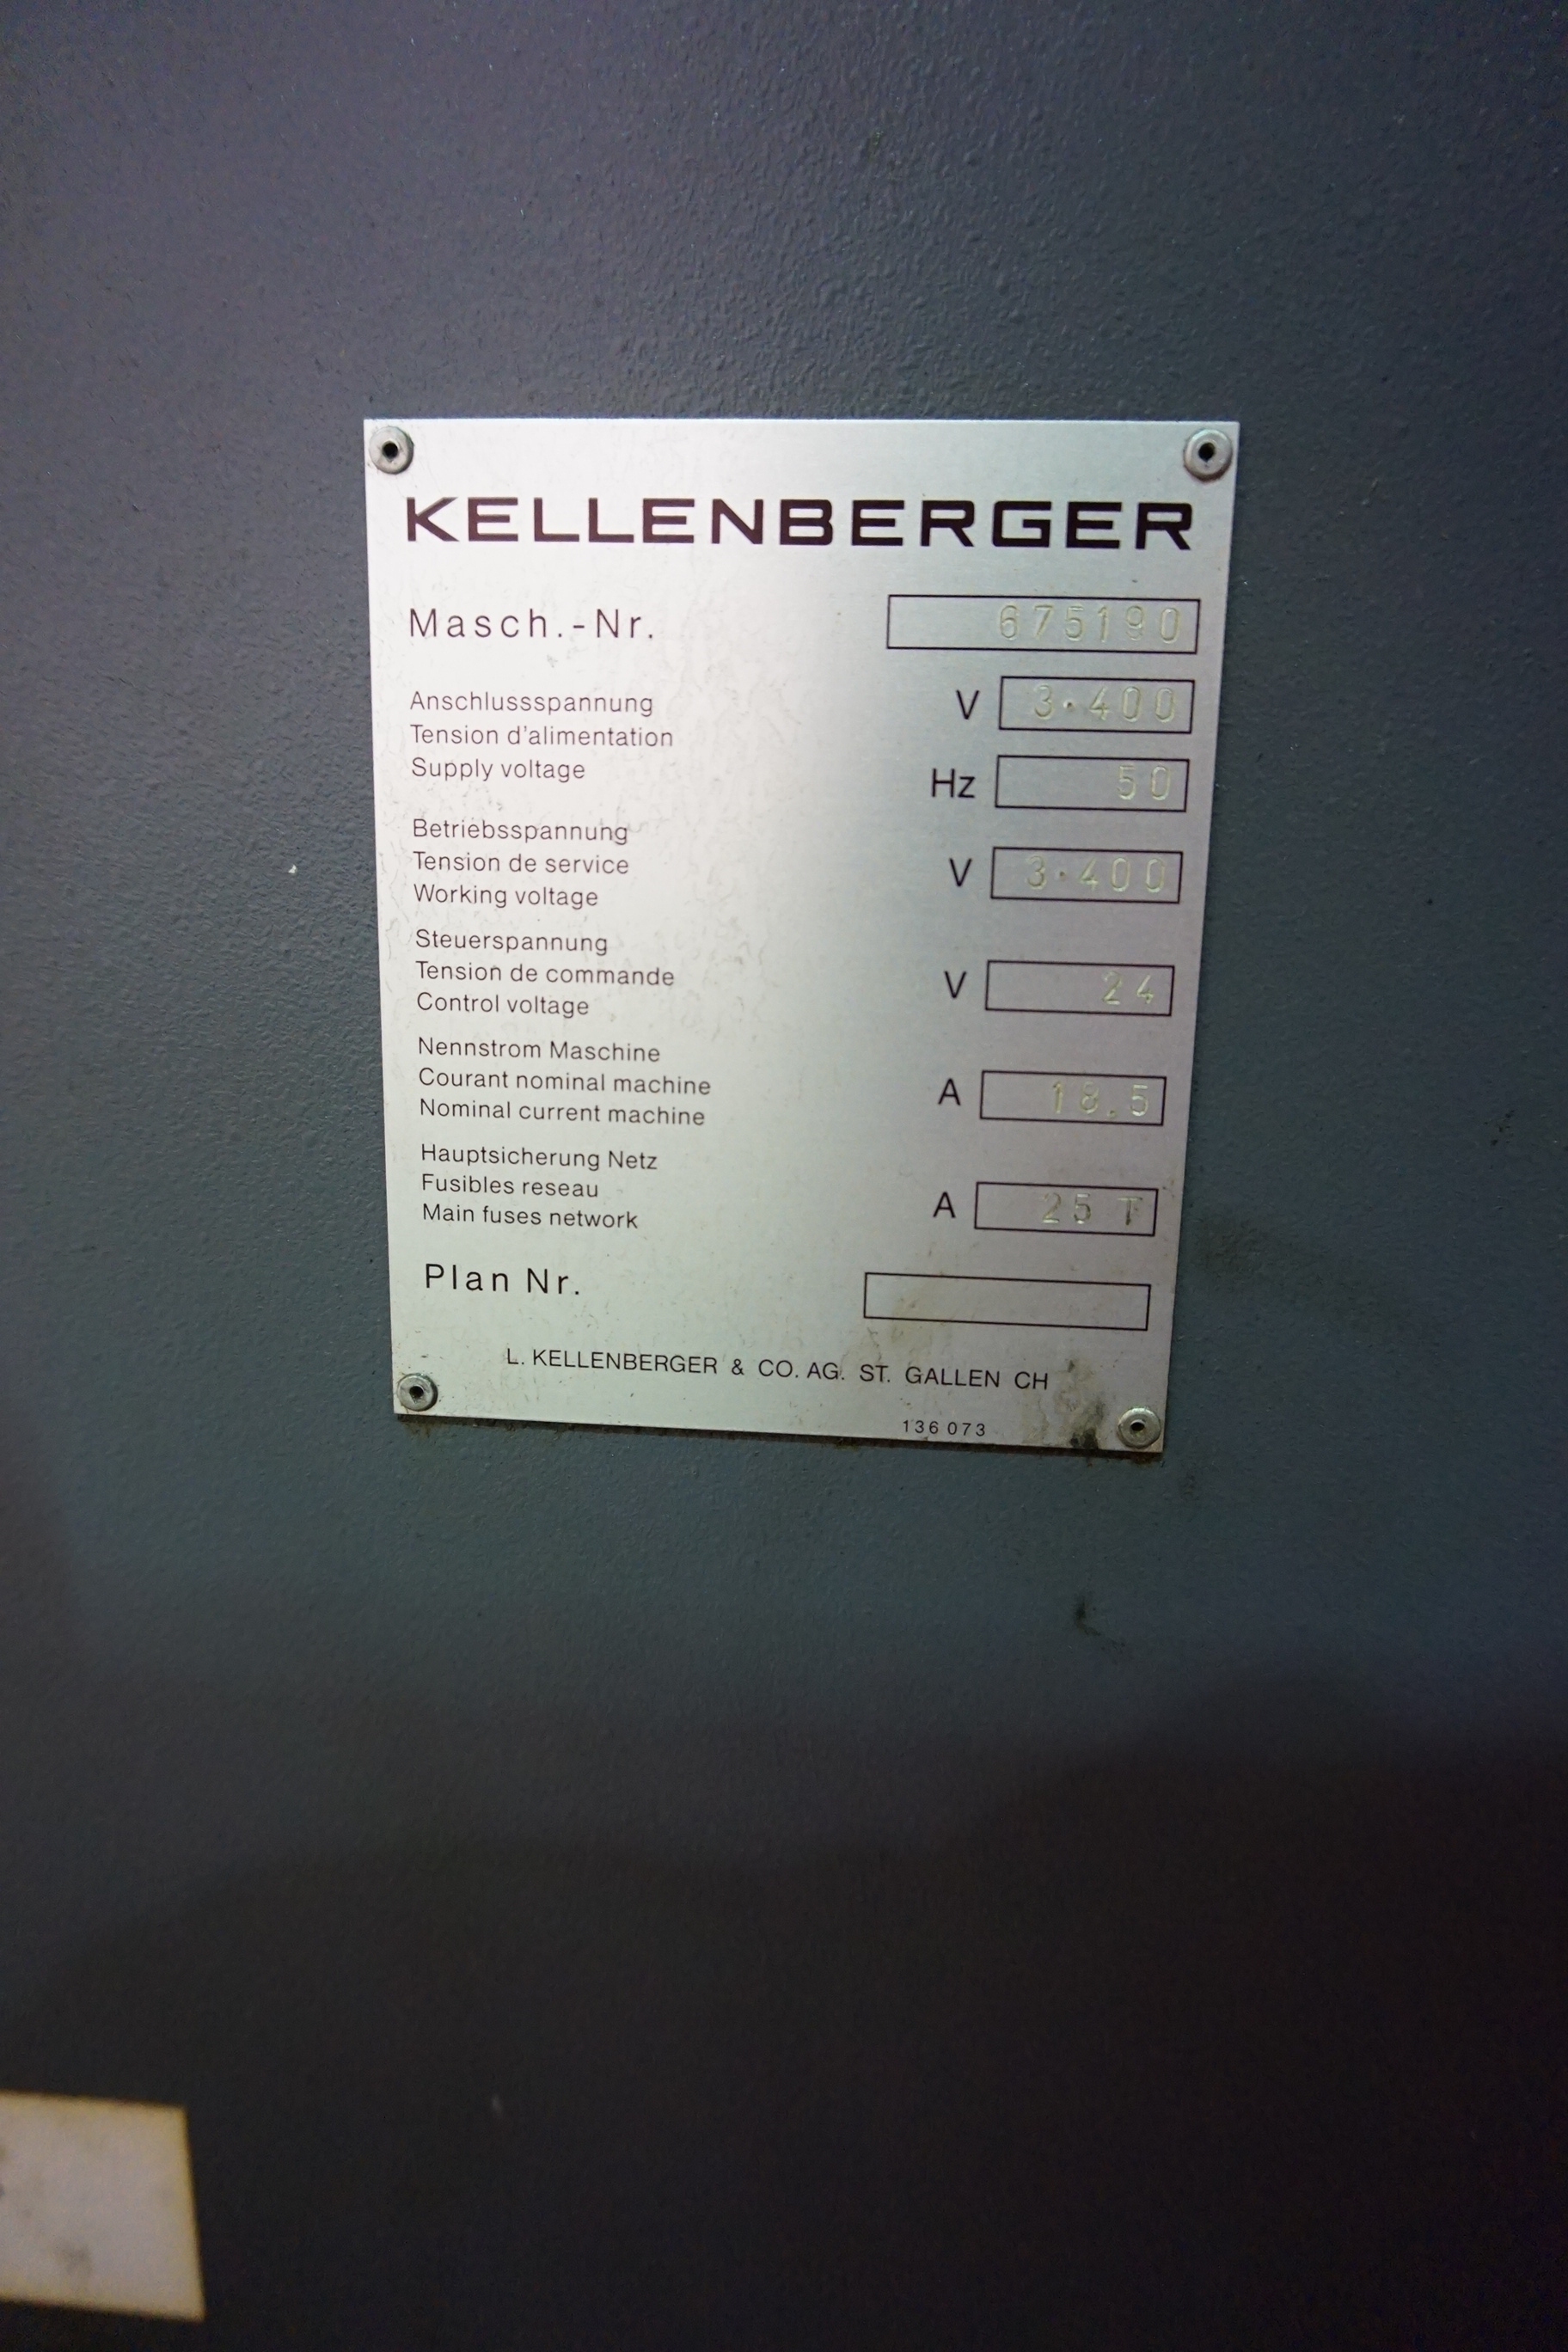 KELLENBERGER
Masch.-Nr. 675190
Anschlussspannung V 3·400
Tension d'alimentation
Supply voltage Hz 50
Betriebsspannung
Tension de service V 3·400
Working voltage
Steuerspannung
Tension de commande V 24
Control voltage
Nennstrom Maschine
Courant nominal machine A 18.5
Nominal current machine
Hauptsicherung Netz
Fusibles reseau A 25 T
Main fuses network
Plan Nr.
L. KELLENBERGER & CO. AG. ST. GALLEN CH
136 073